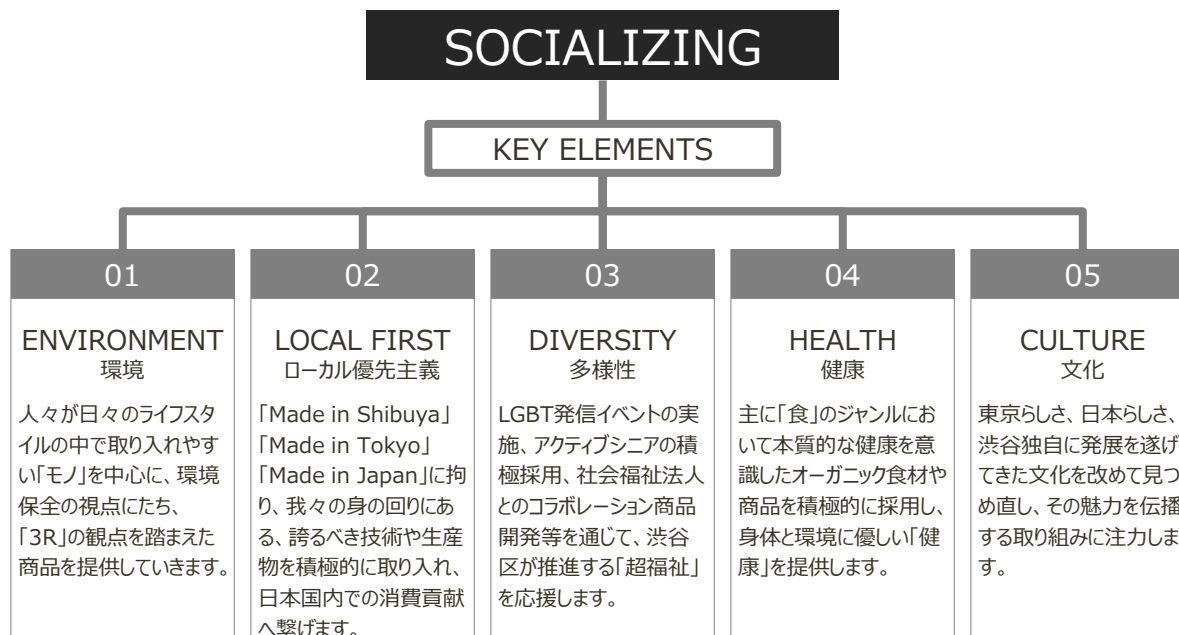 SOCIALIZING
KEY ELEMENTS
01
ENVIRONMENT
環境
人々が日々のライフスタ
イルの中で取り入れやす
い「モノ」を中心に、環境
保全の視点にたち、
「3R」の観点を踏まえた
商品を提供していきます。
02
LOCAL FIRST
ローカル優先主義
「Made in Shibuya」
「Made in Tokyo」
「Made in Japan」に拘
り、我々の身の回りにあ
る、誇るべき技術や生産
物を積極的に取り入れ、
日本国内での消費貢献
へ繋げます。
03
DIVERSITY
多様性
LGBT発信イベントの実
施、アクティブシニアの積
極採用、社会福祉法人
とのコラボレーション商品
開発等を通じて、渋谷
区が推進する「超福祉」
を応援します。
04
HEALTH
健康
主に「食」のジャンルにお
いて本質的な健康を意
識したオーガニック食材や
商品を積極的に採用し、
身体と環境に優しい「健
康」を提供します。
05
CULTURE
文化
東京らしさ、日本らしさ、
渋谷独自に発展を遂げ
てきた文化を改めて見つ
め直し、その魅力を伝播
する取り組みに注力しま
す。